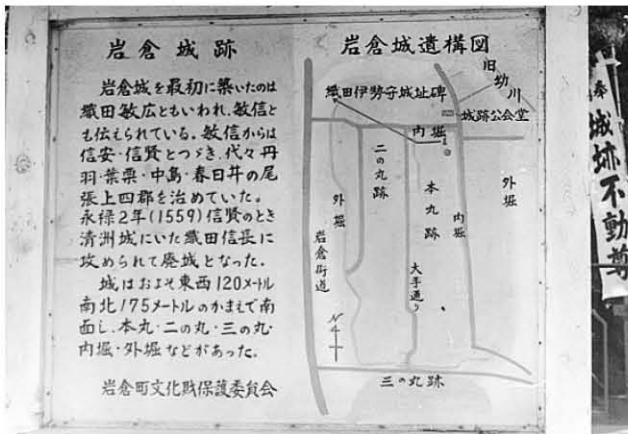 岩倉城跡
岩倉城を最初に築いたのは
織田敏広ともいわれ、敏信と
も伝えられている。敏信からは
信安・信賢とつゞき、代々丹
羽・葉栗・中島・春日井の尾
張上四郡を治めていた。
永禄2年(1559)信賢のとき
清洲城にいた織田信長に
攻められて廃城となった。
城はおよそ東西120メートル
南北175メートルのかまえで南
面し、本丸・二の丸・三の丸・
内堀・外堀などがあった。
岩倉町文化財保護委員会
岩倉城遺構図
旧幼川
織田伊勢守城址碑
城跡公会堂
内堀
二の丸跡
外堀
本丸跡
内堀
外堀
岩倉街道
大手通り
N
三の丸跡
奉
城跡不動尊